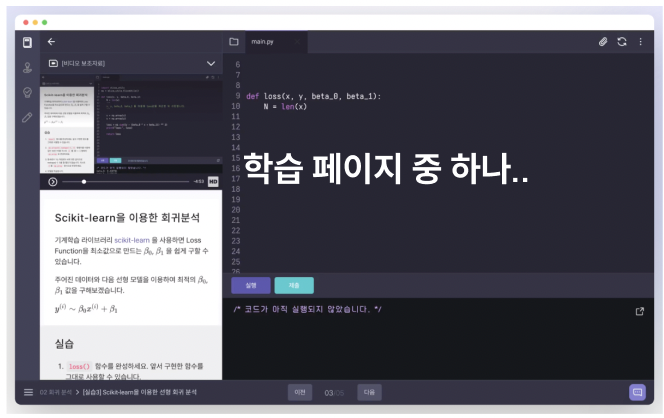 main.py
[비디오 보조자료]
6
7
8
9 def loss(x, y, beta_0, beta_1):
10 N = len(x)
11
12
13
14
15
16
17
18
19
20
21
22
23
24
25
26
학습 페이지 중 하나..
-4:53 HD
Scikit-learn을 이용한 회귀분석
기계학습 라이브러리 scikit-learn 을 사용하면 Loss
Function을 최소값으로 만드는 β₀, β₁ 을 쉽게 구할 수
있습니다.
주어진 데이터와 다음 선형 모델을 이용하여 최적의 β₀,
β₁ 값을 구해보겠습니다.
y⁽ⁱ⁾ ∼ β₀x⁽ⁱ⁾ + β₁
실습
1. loss() 함수를 완성하세요. 앞서 구현한 함수를
그대로 사용할 수 있습니다.
실행 제출
/* 코드가 아직 실행되지 않았습니다. */
02 회귀 분석 > [실습3] Scikit-learn을 이용한 선형 회귀 분석
이전 03/05 다음